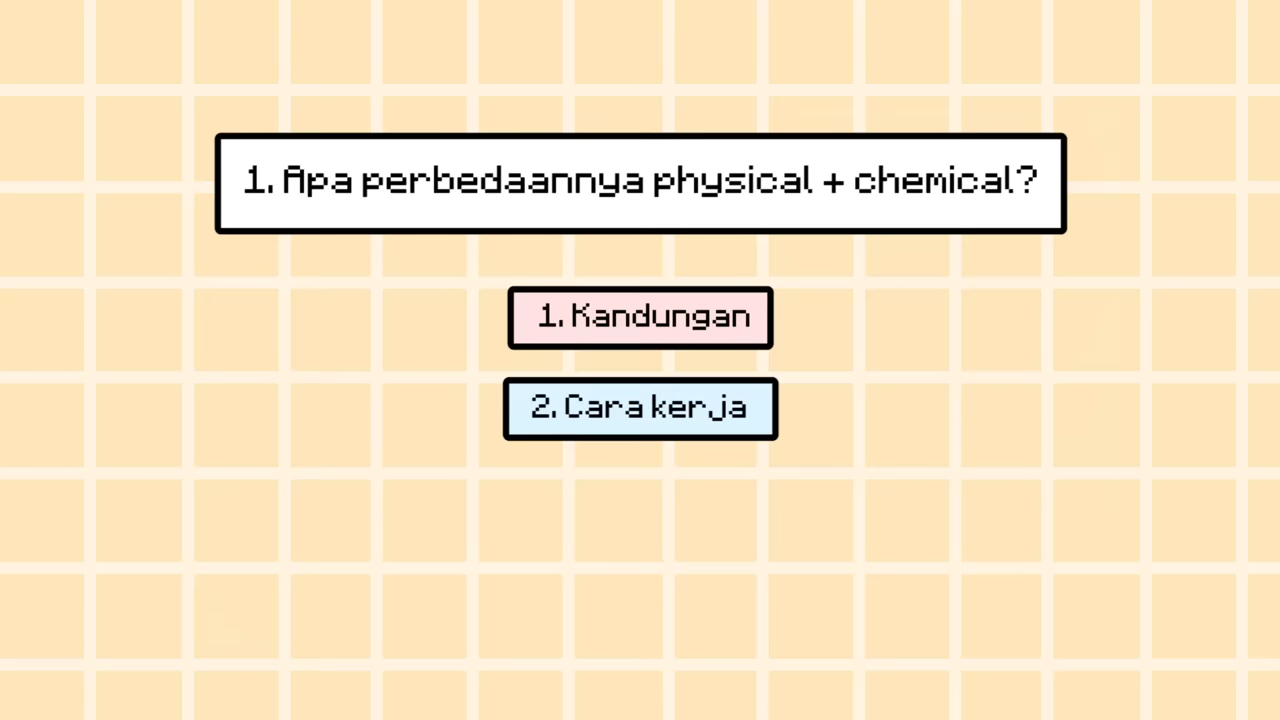 1. Apa perbedaannya physical + chemical?
1. Kandungan
2. Cara kerja